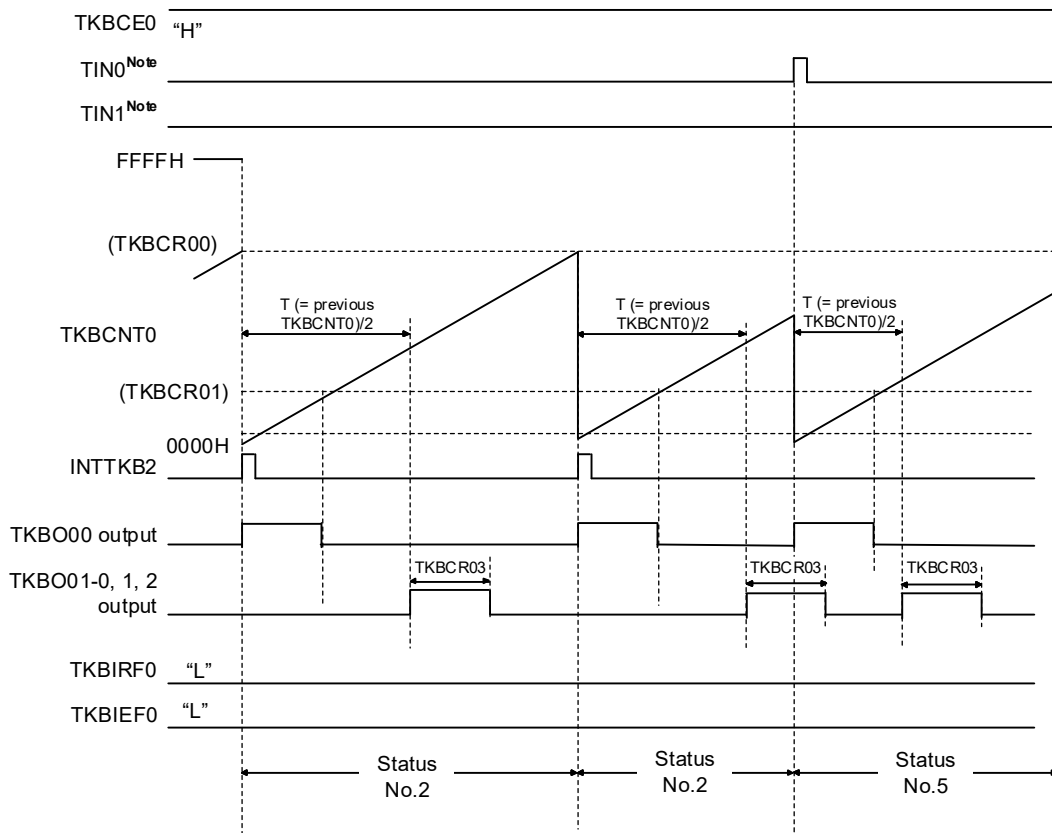 TKBCE0 “H”
TIN0Note
TIN1Note
FFFFH
(TKBCR00)
T (= previous
TKBCNT0)/2
T (= previous
TKBCNT0)/2
T (= previous
TKBCNT0)/2
TKBCNT0
(TKBCR01)
0000H
INTTKB2
TKBO00 output
TKBCR03
TKBCR03
TKBCR03
TKBO01-0, 1, 2
output
TKBIRF0 “L”
TKBIEF0 “L”
Status
No.2
Status
No.2
Status
No.5